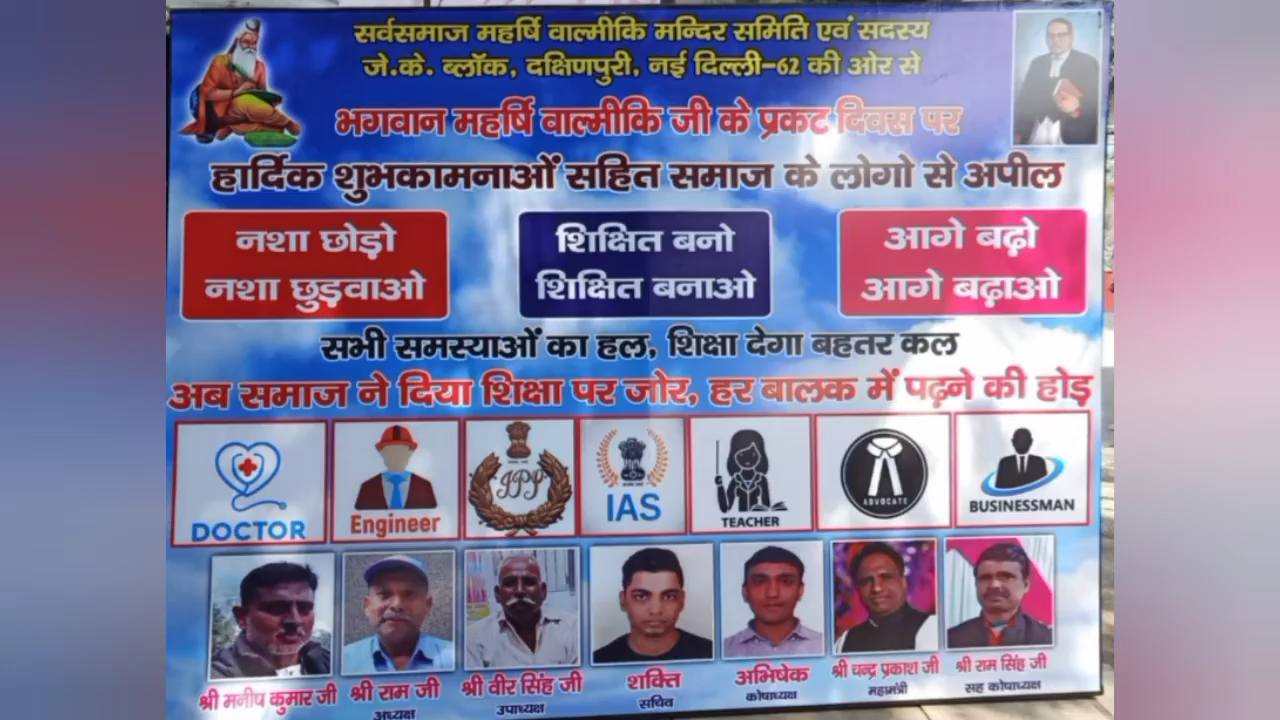 सर्वसमाज महर्षि वाल्मीकि मन्दिर समिति एवं सदस्य
जे.के. ब्लॉक, दक्षिणपुरी, नई दिल्ली-62 की ओर से
भगवान महर्षि वाल्मीकि जी के प्रकट दिवस पर
हार्दिक शुभकामनाओं सहित समाज के लोगो से अपील
नशा छोड़ो
नशा छुड़वाओ
शिक्षित बनो
शिक्षित बनाओ
आगे बढ़ो
आगे बढ़ाओ
सभी समस्याओं का हल, शिक्षा देगा बहतर कल
अब समाज ने दिया शिक्षा पर जोर, हर बालक में पढ़ने की होड़
DOCTOR
Engineer
IPS
IAS
TEACHER
ADVOCATE
BUSINESSMAN
श्री मनीष कुमार जी
श्री राम जी
अध्यक्ष
श्री वीर सिंह जी
उपाध्यक्ष
शक्ति
सचिव
अभिषेक
कोषाध्यक्ष
श्री चन्द्र प्रकाश जी
महामंत्री
श्री राम सिंह जी
सह कोषाध्यक्ष